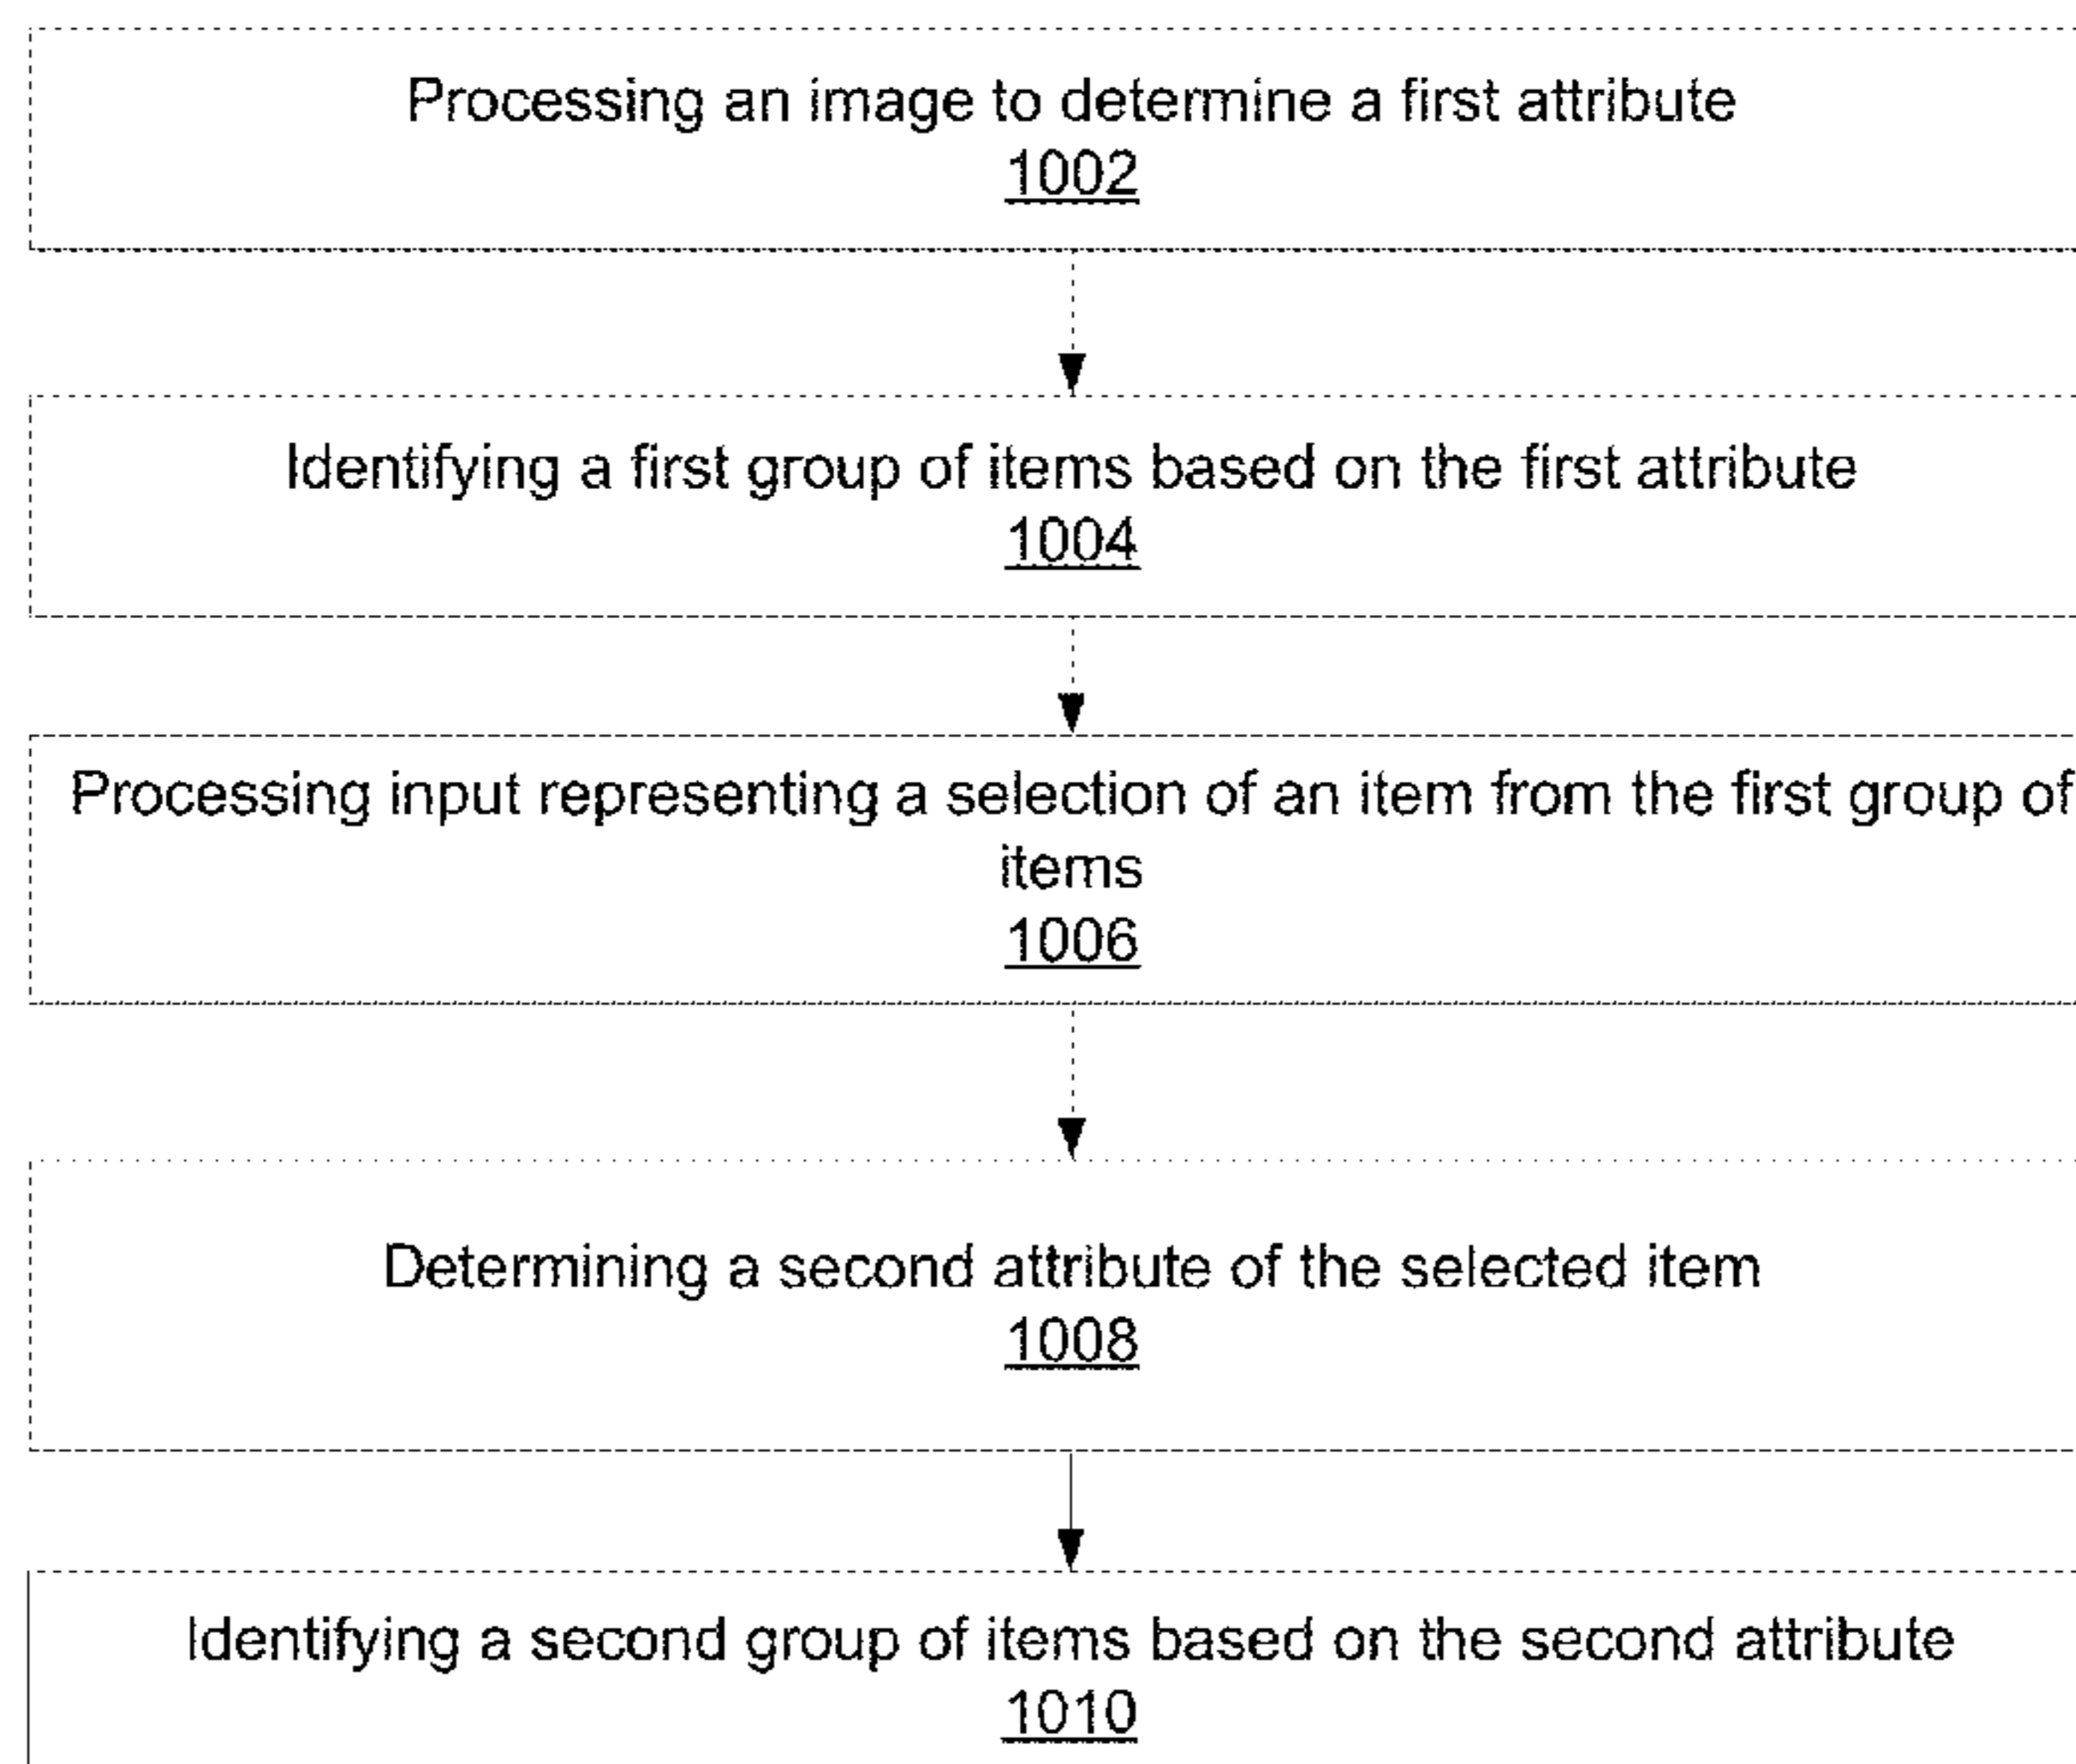 Processing an image to determine a first attribute
1002
Identifying a first group of items based on the first attribute
1004
Processing input representing a selection of an item from the first group of
items
1006
Determining a second attribute of the selected item
1008
Identifying a second group of items based on the second attribute
1010